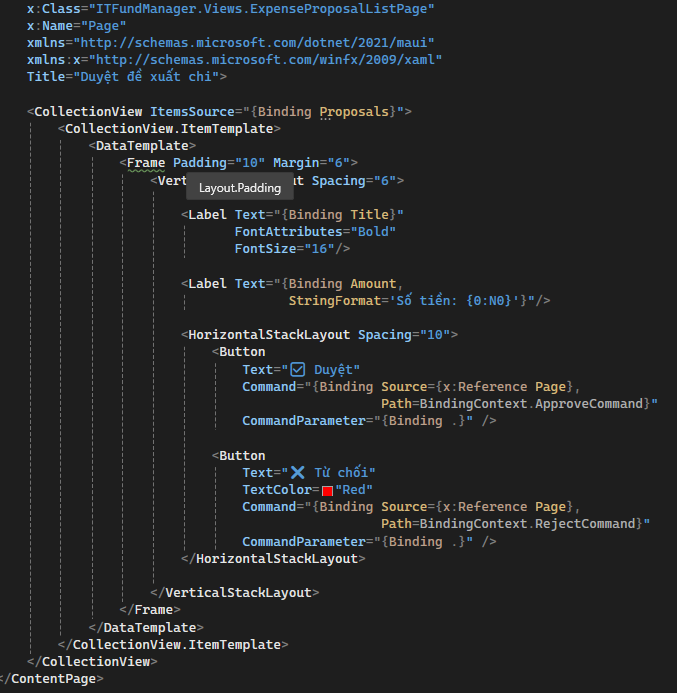 x:Class="ITFundManager.Views.ExpenseProposalListPage"
x:Name="Page"
xmlns="http://schemas.microsoft.com/dotnet/2021/maui"
xmlns:x="http://schemas.microsoft.com/winfx/2009/xaml"
Title="Duyệt đề xuất chi">
<CollectionView ItemsSource="{Binding Proposals}">
<CollectionView.ItemTemplate>
<DataTemplate>
<Frame Padding="10" Margin="6">
<Vert Spacing="6">
Layout.Padding
<Label Text="{Binding Title}"
FontAttributes="Bold"
FontSize="16"/>
<Label Text="{Binding Amount,
StringFormat='Số tiền: {0:N0}'}"/>
<HorizontalStackLayout Spacing="10">
<Button
Text="☑ Duyệt"
Command="{Binding Source={x:Reference Page},
Path=BindingContext.ApproveCommand}"
CommandParameter="{Binding .}" />
<Button
Text="❌ Từ chối"
TextColor="Red"
Command="{Binding Source={x:Reference Page},
Path=BindingContext.RejectCommand}"
CommandParameter="{Binding .}" />
</HorizontalStackLayout>
</VerticalStackLayout>
</Frame>
</DataTemplate>
</CollectionView.ItemTemplate>
</CollectionView>
</ContentPage>